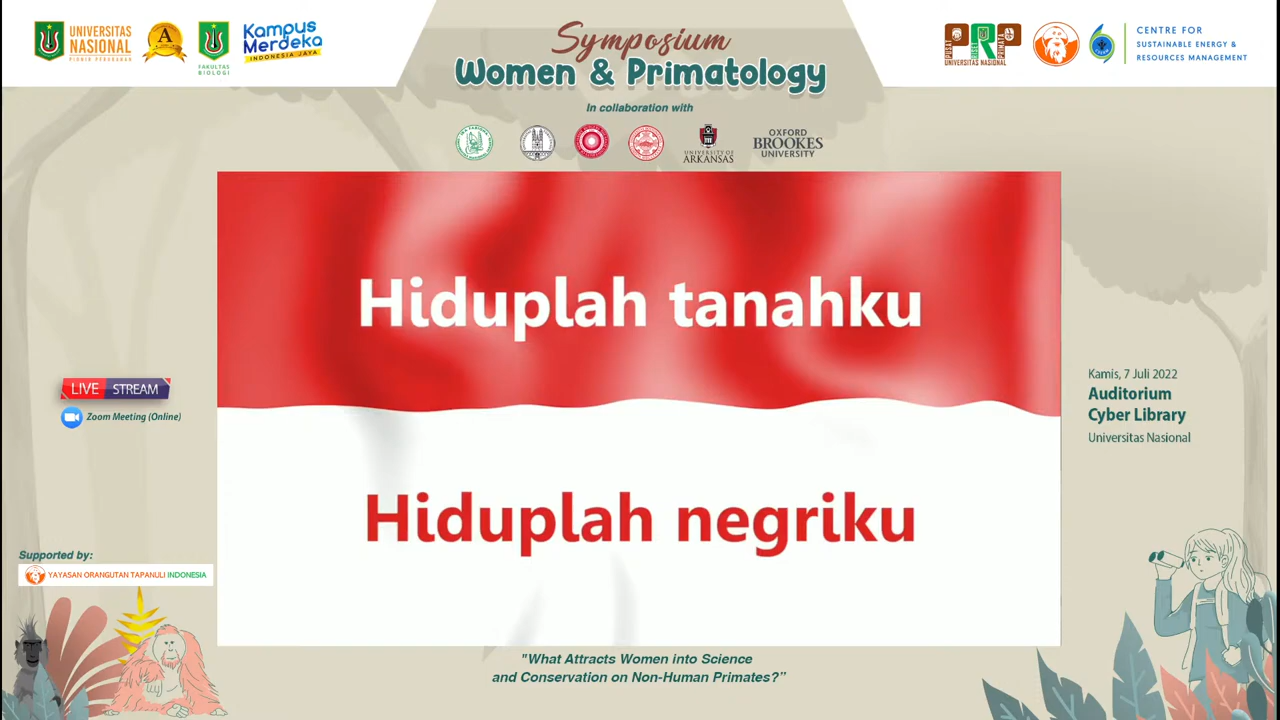 UNIVERSITAS
NASIONAL
PIONIR PERUBAHAN
A
FAKULTAS
BIOLOGI
Kampus
Merdeka
INDONESIA JAYA
Symposium
Women & Primatology
In collaboration with
UNIVERSITY OF
ARKANSAS
OXFORD
BROOKES
UNIVERSITY
PRP
UNIVERSITAS NASIONAL
CENTRE FOR
SUSTAINABLE ENERGY &
RESOURCES MANAGEMENT
Hiduplah tanahku
Hiduplah negriku
LIVE STREAM
Zoom Meeting (Online)
Kamis, 7 Juli 2022
Auditorium
Cyber Library
Universitas Nasional
Supported by:
YAYASAN ORANGUTAN TAPANULI INDONESIA
"What Attracts Women into Science
and Conservation on Non-Human Primates?"